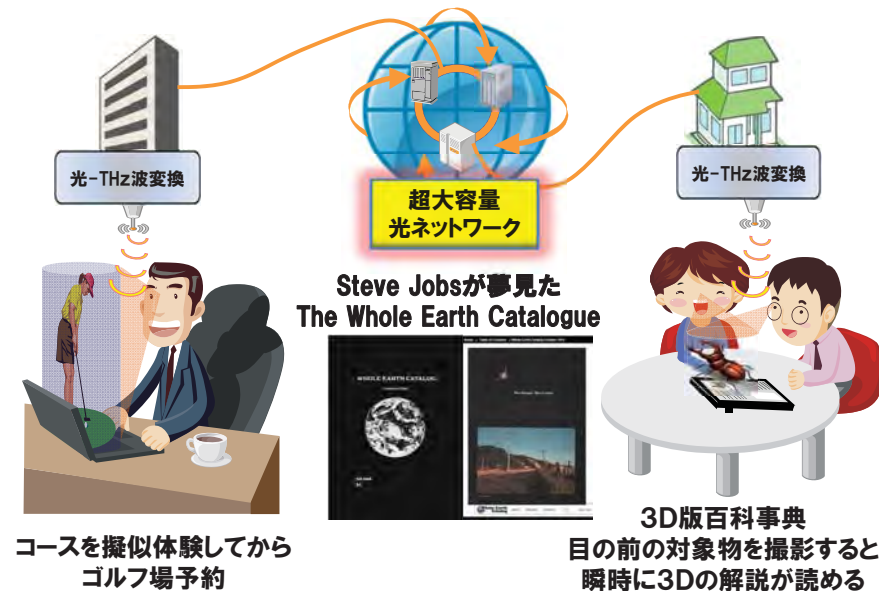 光-THz波変換
超大容量
光ネットワーク
光-THz波変換
Steve Jobsが夢見た
The Whole Earth Catalogue
WHOLE EARTH CATALOG
コースを擬似体験してから
ゴルフ場予約
3D版百科事典
目の前の対象物を撮影すると
瞬時に3Dの解説が読める